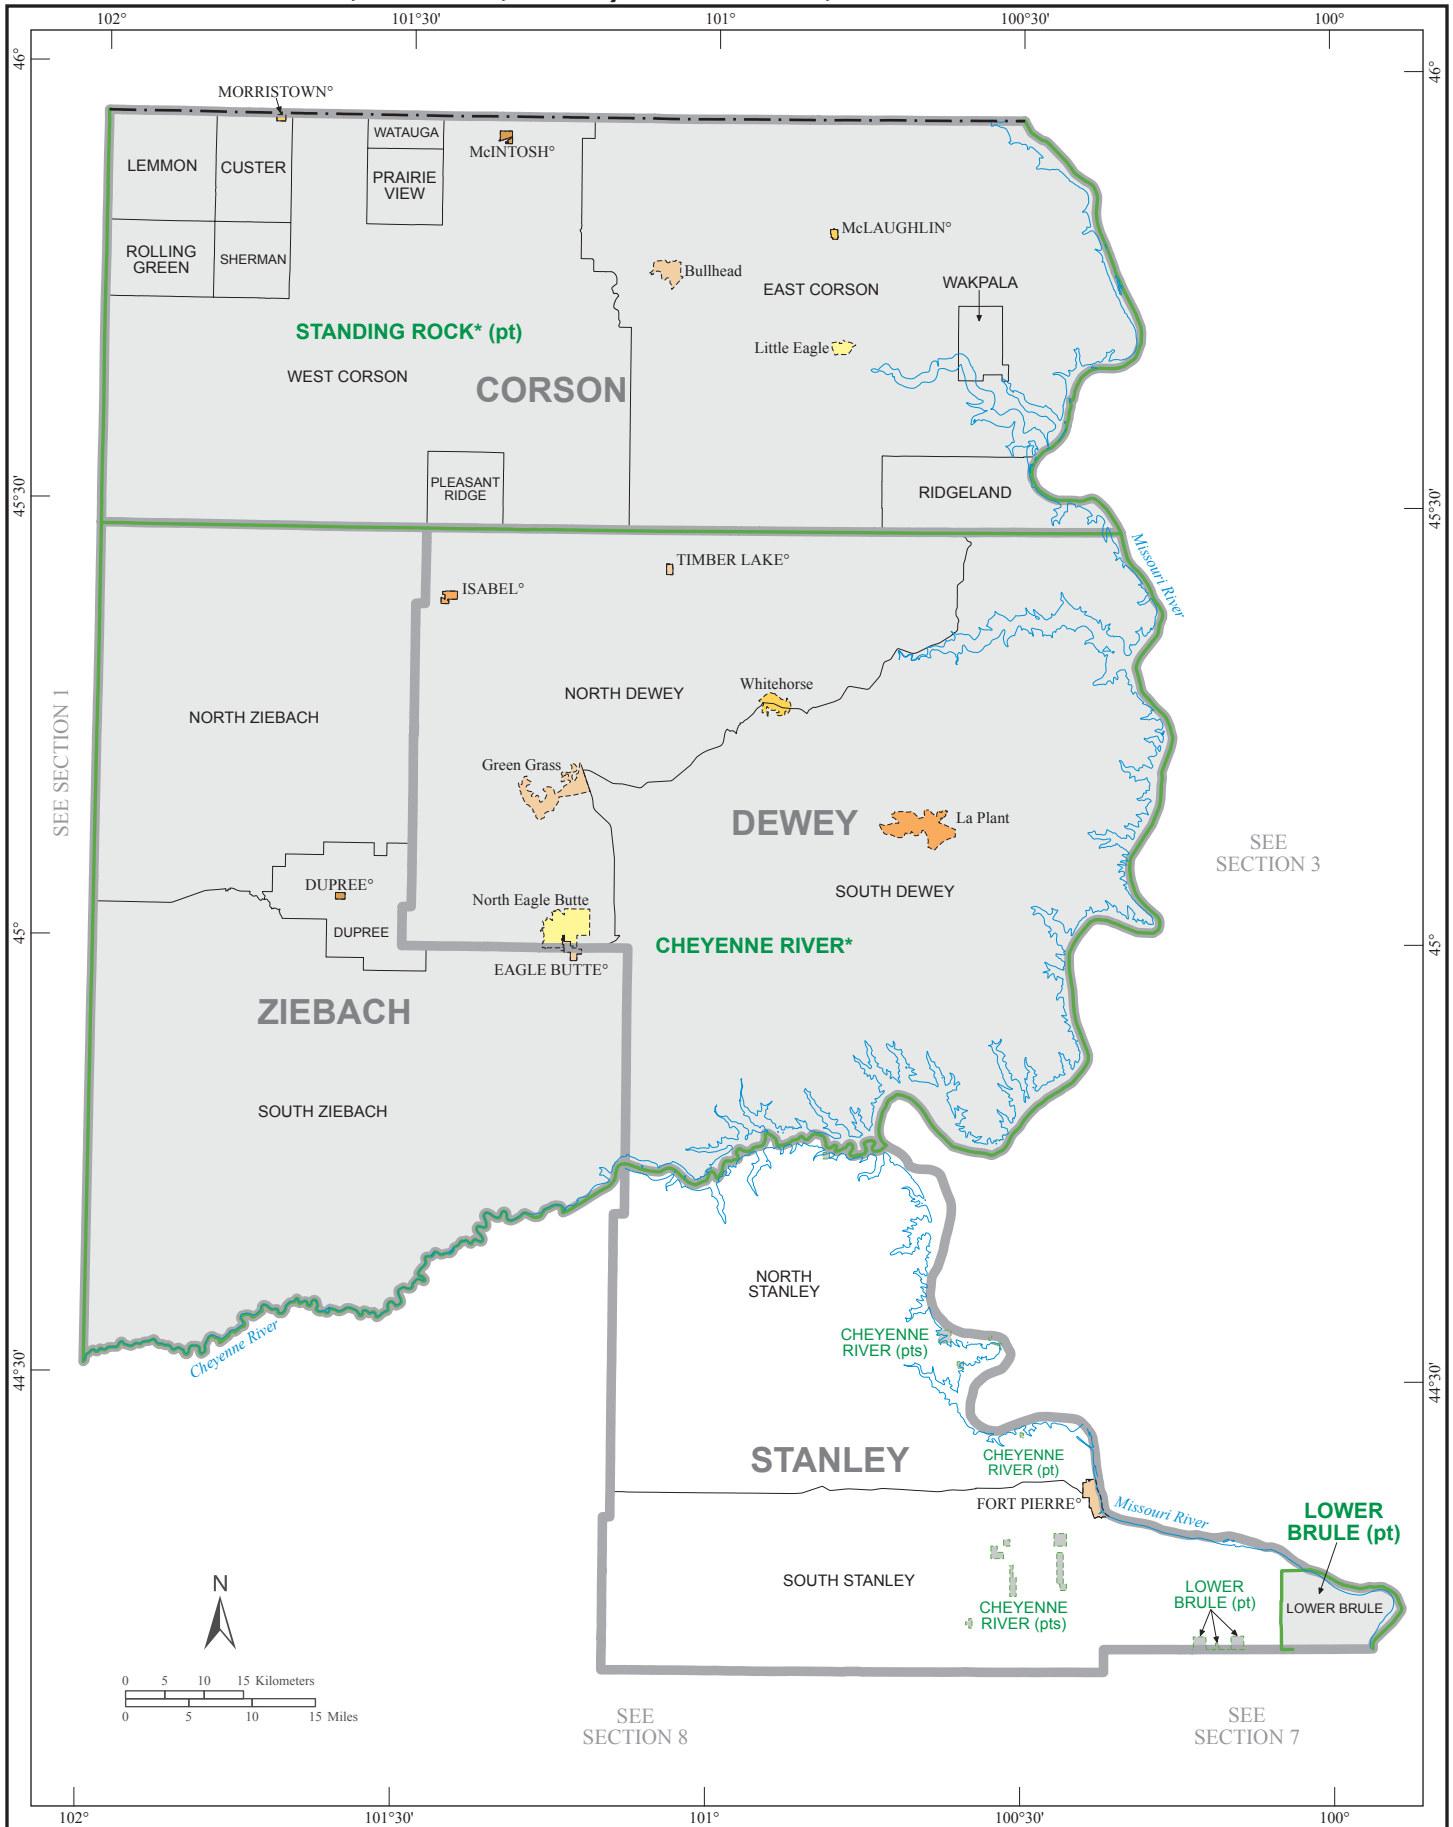 102°
101°30'
101°
100°30'
100°
46°
46°
MORRISTOWN°
WATAUGA
McINTOSH°
LEMMON
CUSTER
PRAIRIE
VIEW
McLAUGHLIN°
ROLLING
GREEN
SHERMAN
Bullhead
EAST CORSON
WAKPALA
STANDING ROCK* (pt)
Little Eagle
WEST CORSON
CORSON
PLEASANT
RIDGE
RIDGELAND
45°30'
45°30'
TIMBER LAKE°
ISABEL°
Missouri River
NORTH DEWEY
Whitehorse
NORTH ZIEBACH
SEE SECTION 1
Green Grass
DEWEY
La Plant
SEE
SECTION 3
DUPREE°
SOUTH DEWEY
North Eagle Butte
DUPREE
CHEYENNE RIVER*
45°
45°
EAGLE BUTTE°
ZIEBACH
SOUTH ZIEBACH
NORTH
STANLEY
CHEYENNE
RIVER (pts)
Cheyenne River
44°30'
44°30'
STANLEY
CHEYENNE
RIVER (pt)
FORT PIERRE°
Missouri River
LOWER
BRULE (pt)
SOUTH STANLEY
LOWER
BRULE (pt)
LOWER BRULE
CHEYENNE
RIVER (pts)
N
0 5 10 15 Kilometers
0 5 10 15 Miles
SEE
SECTION 8
SEE
SECTION 7
102°
101°30'
101°
100°30'
100°